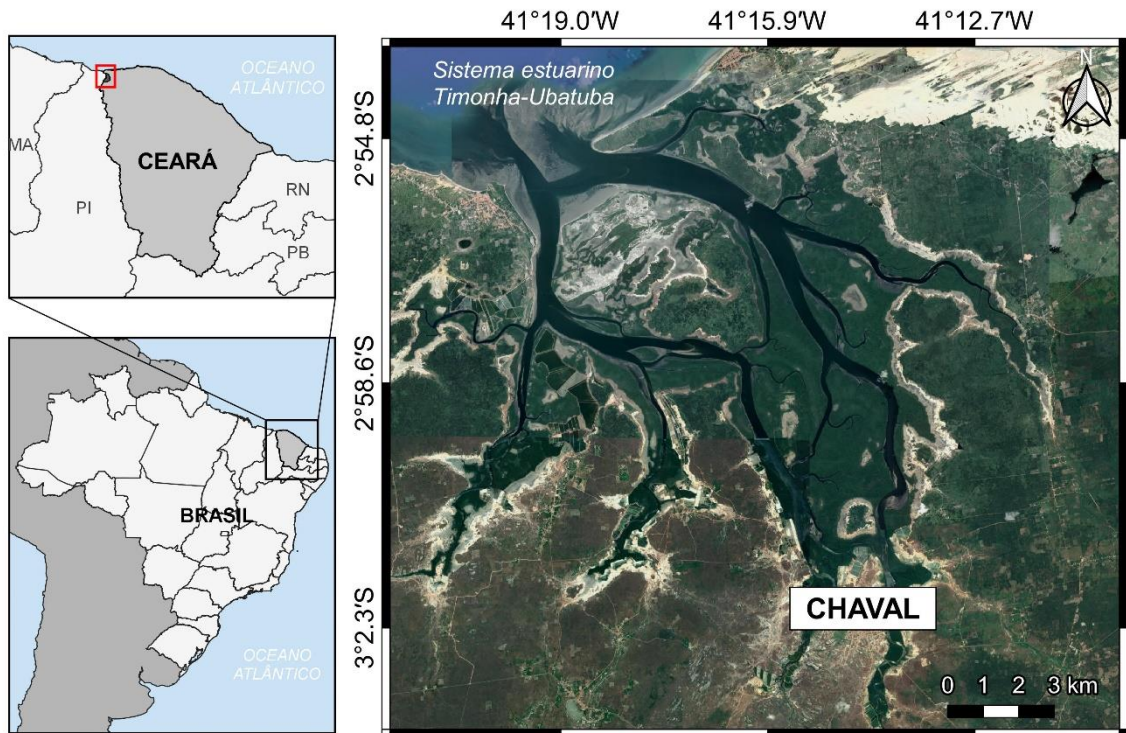 OCEANO
ATLÂNTICO
CEARÁ
MA
PI
RN
PB
BRASIL
OCEANO
ATLÂNTICO
41°19.0′W 41°15.9′W 41°12.7′W
Sistema estuarino
Timonha-Ubatuba
N
2°54.8′S
2°58.6′S
3°2.3′S
CHAVAL
0 1 2 3 km